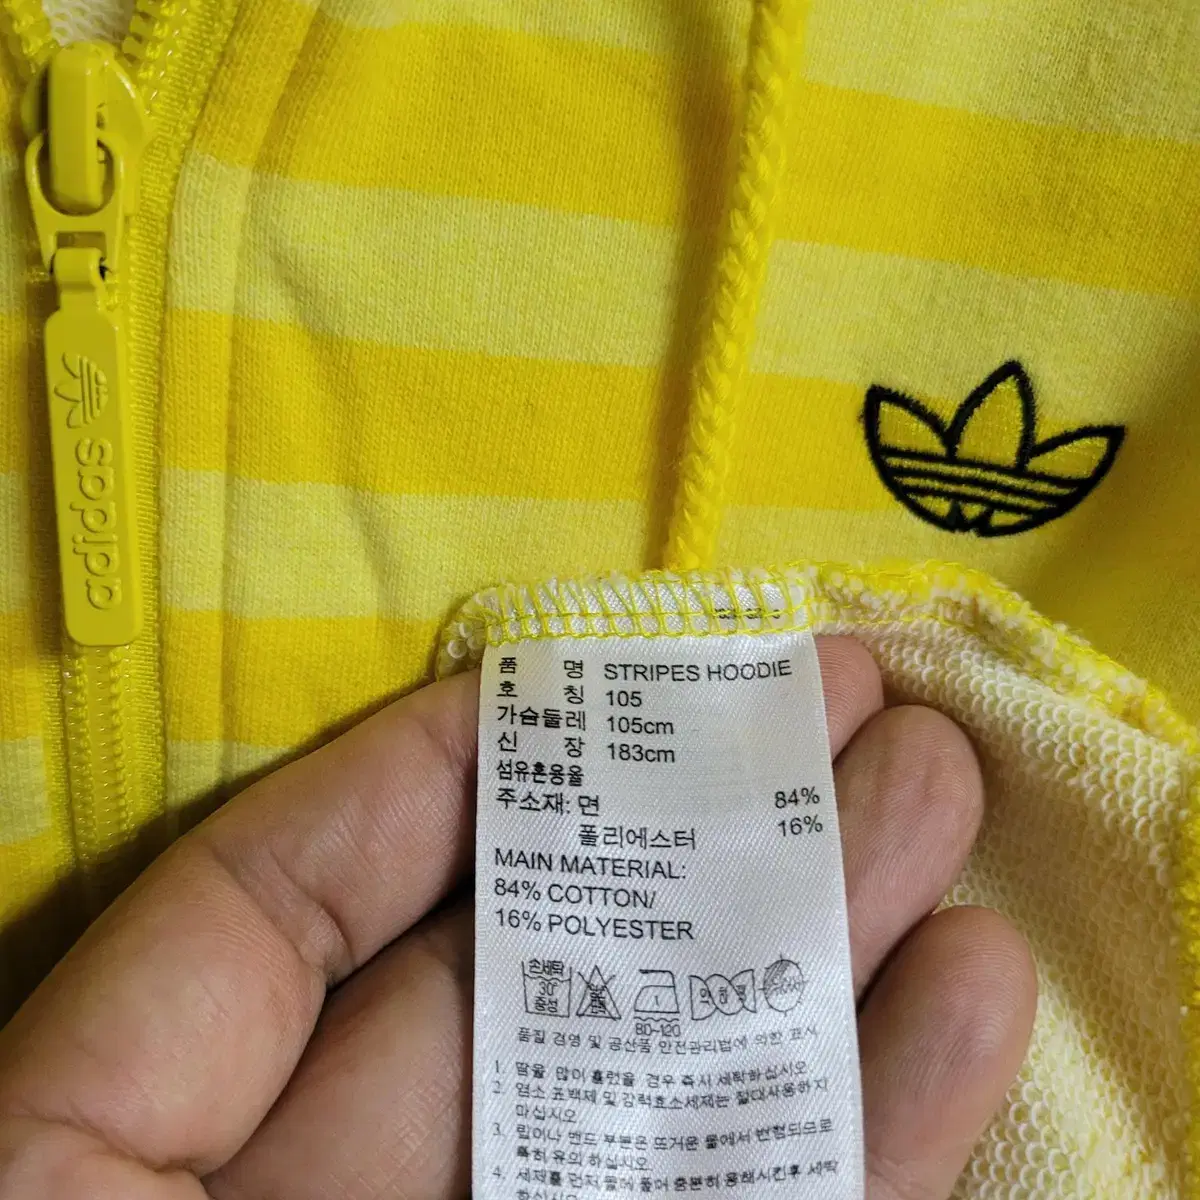 adidas
품 명 STRIPES HOODIE
호 칭 105
가슴둘레 105cm
신 장 183cm
섬유혼용율
주소재: 면 84%
폴리에스터 16%
MAIN MATERIAL:
84% COTTON/
16% POLYESTER
손세탁
30°
중성
80~120
품질 경영 및 공산품 안전관리법에 의한 표시
1. 땀을 많이 흘렸을 경우 즉시 세탁하십시오
2. 염소 표백제 및 강력효소세제는 절대사용하지
마십시오
3. 립이나 밴드 부분은 뜨거운 물에서 변형되므로
특히 유의 하십시오.
4. 세제를 먼저 물에 풀어 충분히 용해시킨후 세탁
하십시오